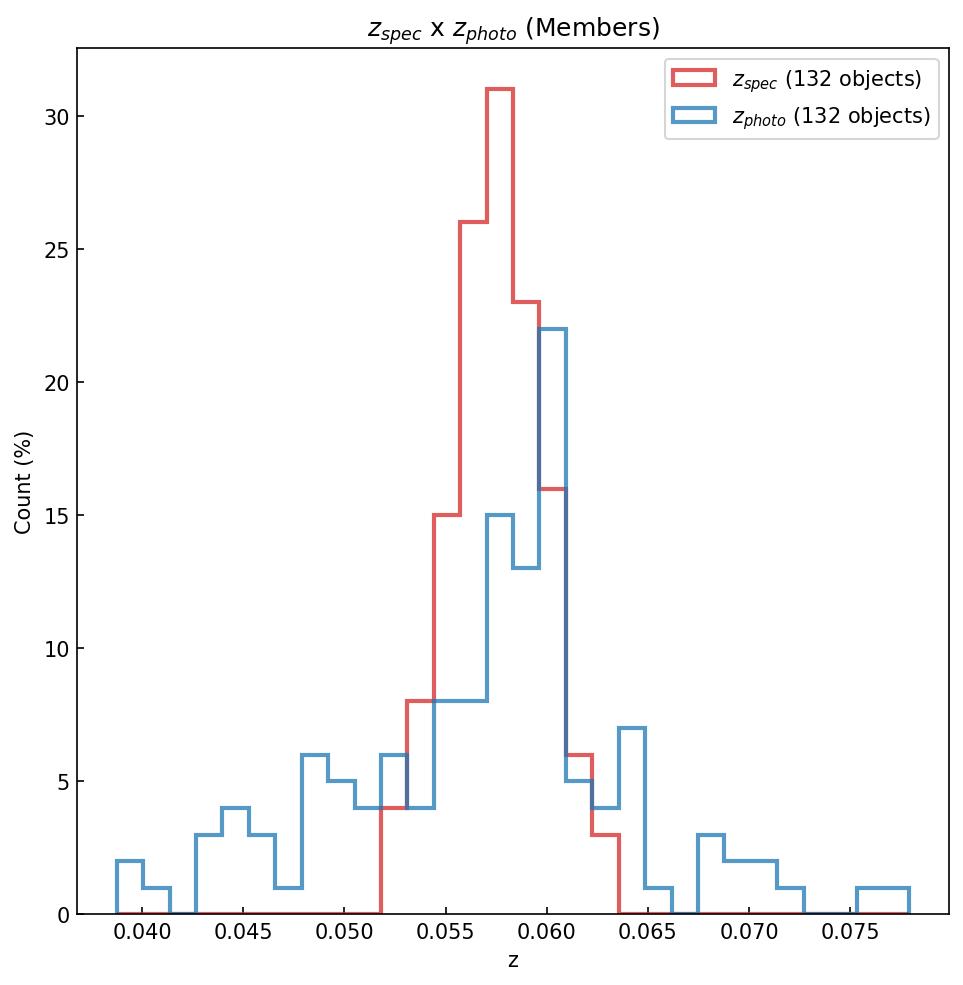 z_spec x z_photo (Members)
z_spec (132 objects)
z_photo (132 objects)
Count (%)
30
25
20
15
10
5
0
0.040 0.045 0.050 0.055 0.060 0.065 0.070 0.075
z